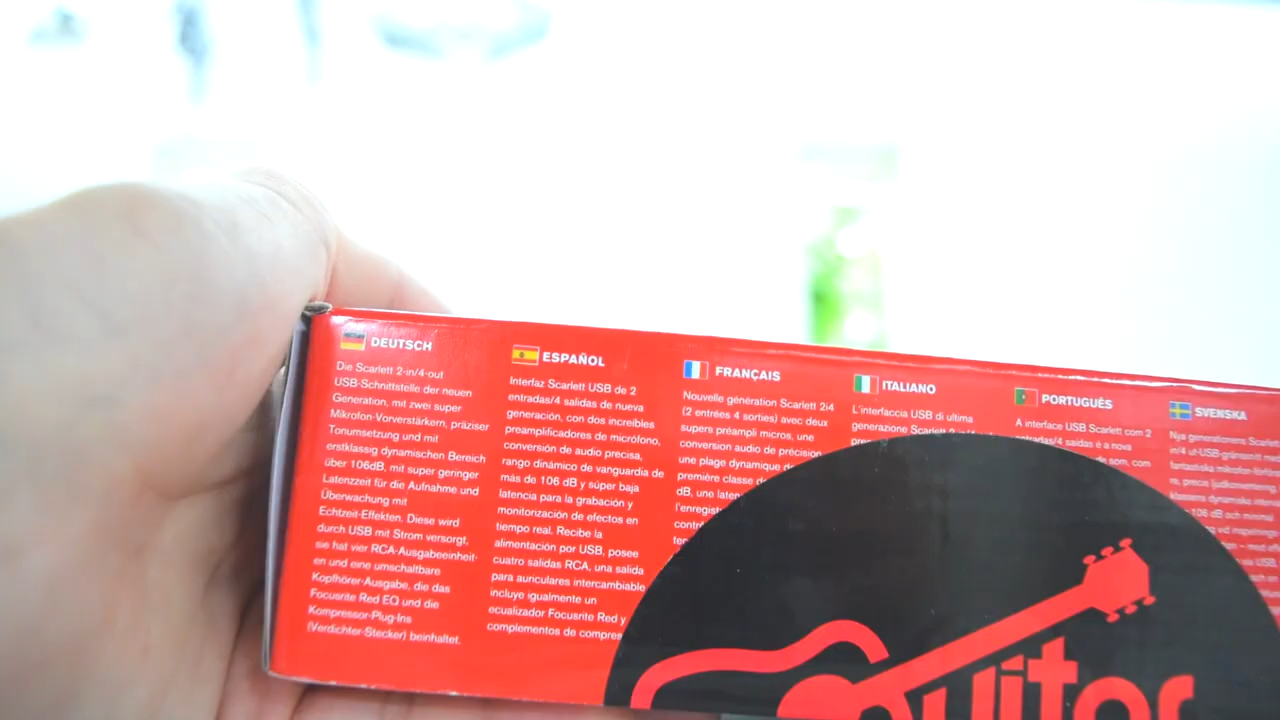 DEUTSCH
Die Scarlett 2-in/4-out
USB-Schnittstelle der neuen
Generation, mit zwei super
Mikrofon-Vorverstärkern, präziser
Tonumsetzung und mit
erstklassig dynamischen Bereich
über 106dB, mit super geringer
Latenzzeit für die Aufnahme und
Überwachung mit
Echtzeit-Effekten. Diese wird
durch USB mit Strom versorgt,
sie hat vier RCA-Ausgabeeinheit-
en und eine umschaltbare
Kopfhörer-Ausgabe, die das
Focusrite Red EQ und die
Kompressor-Plug-Ins
(Verdichter-Stecker) beinhaltet.
ESPAÑOL
Interfaz Scarlett USB de 2
entradas/4 salidas de nueva
generación, con dos increíbles
preamplificadores de micrófono,
conversión de audio precisa,
rango dinámico de vanguardia de
más de 106 dB y súper baja
latencia para la grabación y
monitorización de efectos en
tiempo real. Recibe la
alimentación por USB, posee
cuatro salidas RCA, una salida
para auriculares intercambiable
incluye igualmente un
ecualizador Focusrite Red y
complementos de
FRANÇAIS
Nouvelle génération Scarlett 2i4
(2 entrées 4 sorties) avec deux
supers préampli micros, une
conversion audio de précision,
une plage dynamique
première classe
dB, une
ITALIANO
L'interfaccia USB di ultima
generazione Scarlett
PORTUGUÊS
A interface USB Scarlett com 2
entradas/4 saídas é a nova
de som, com
SVENSKA
Nya generationens
in/4 ut-USB-gränssnitt
fantastiska
106 dB och minimal
uitar